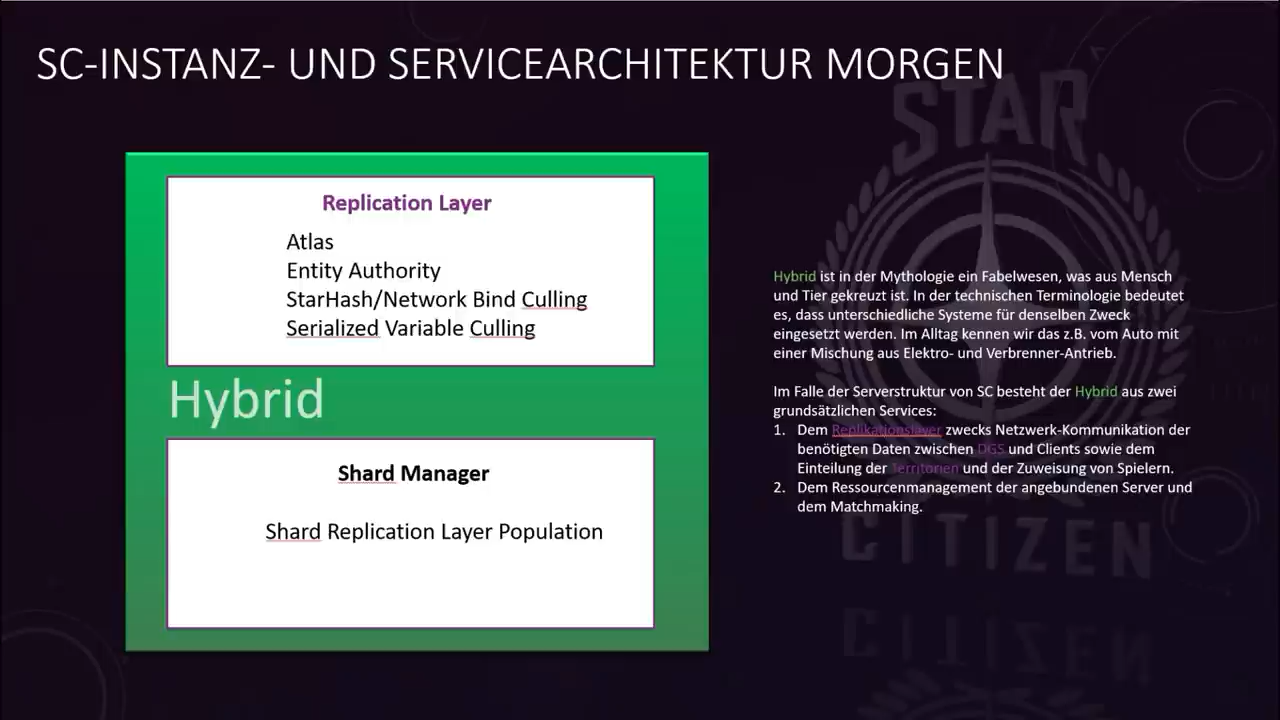 SC-INSTANZ- UND SERVICEARCHITEKTUR MORGEN
STAR
CITIZEN
Replication Layer
Atlas
Entity Authority
StarHash/Network Bind Culling
Serialized Variable Culling
Hybrid
Shard Manager
Shard Replication Layer Population
Hybrid ist in der Mythologie ein Fabelwesen, was aus Mensch
und Tier gekreuzt ist. In der technischen Terminologie bedeutet
es, dass unterschiedliche Systeme für denselben Zweck
eingesetzt werden. Im Alltag kennen wir das z.B. vom Auto mit
einer Mischung aus Elektro- und Verbrenner-Antrieb.
Im Falle der Serverstruktur von SC besteht der Hybrid aus zwei
grundsätzlichen Services:
1. Dem Replikationslayer zwecks Netzwerk-Kommunikation der
benötigten Daten zwischen DGS und Clients sowie dem
Einteilung der Territorien und der Zuweisung von Spielern.
2. Dem Ressourcenmanagement der angebundenen Server und
dem Matchmaking.